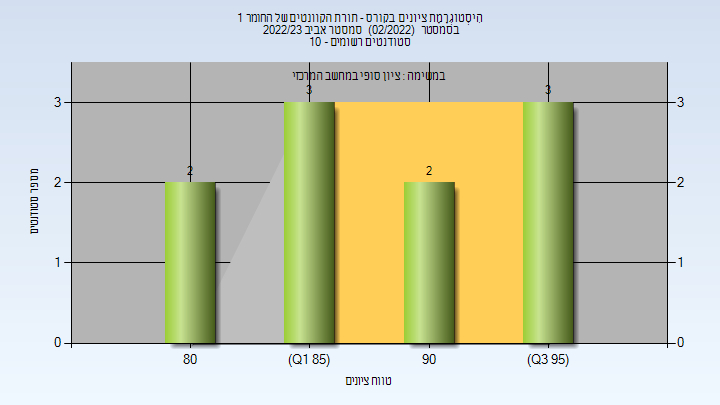 היסטוגרמת ציונים בקורס - תורת הקוונטים של החומר 1
בסמסטר (02/2022) סמסטר אביב 2022/23
סטודנטים רשומים - 10
במשימה : ציון סופי במחשב המרכזי
3
3
2
2
3
3
2
2
1
1
0
0
מספר סטודנטים
80
(Q1 85)
90
(Q3 95)
טווח ציונים